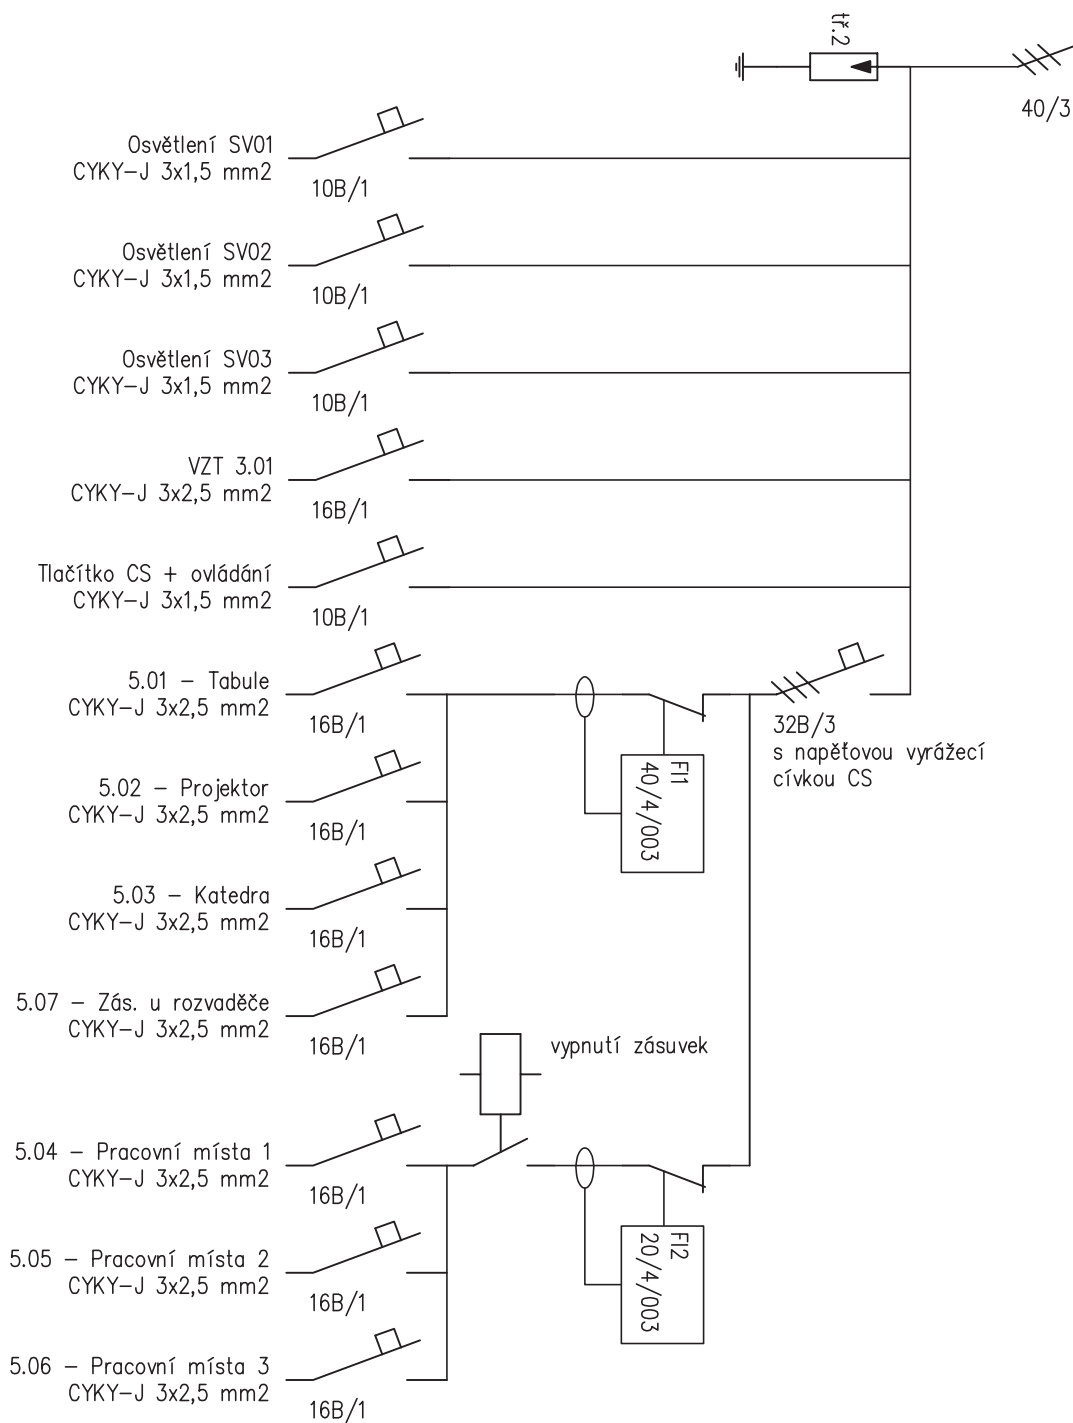 tř.2
40/3
Osvětlení SV01
CYKY-J 3x1,5 mm2
10B/1
Osvětlení SV02
CYKY-J 3x1,5 mm2
10B/1
Osvětlení SV03
CYKY-J 3x1,5 mm2
10B/1
VZT 3.01
CYKY-J 3x2,5 mm2
16B/1
Tlačítko CS + ovládání
CYKY-J 3x1,5 mm2
10B/1
5.01 - Tabule
CYKY-J 3x2,5 mm2
16B/1
32B/3
s napěťovou vyrážecí
cívkou CS
FI1
40/4/003
5.02 - Projektor
CYKY-J 3x2,5 mm2
16B/1
5.03 - Katedra
CYKY-J 3x2,5 mm2
16B/1
5.07 - Zás. u rozvaděče
CYKY-J 3x2,5 mm2
16B/1
vypnutí zásuvek
5.04 - Pracovní místa 1
CYKY-J 3x2,5 mm2
16B/1
FI2
20/4/003
5.05 - Pracovní místa 2
CYKY-J 3x2,5 mm2
16B/1
5.06 - Pracovní místa 3
CYKY-J 3x2,5 mm2
16B/1